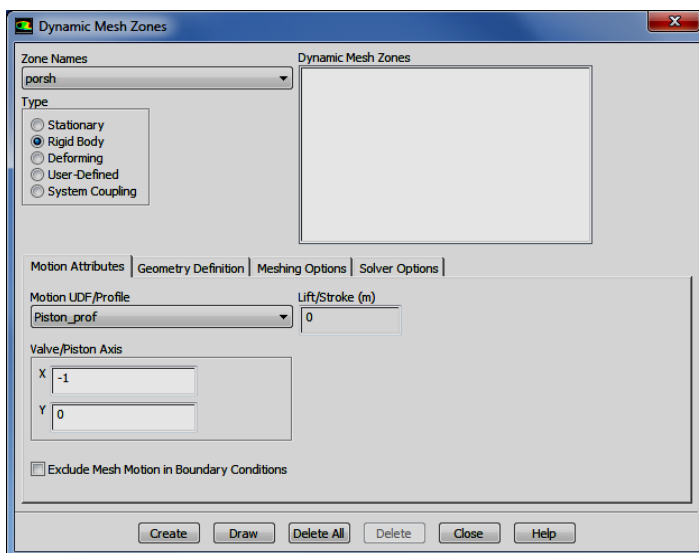 Dynamic Mesh Zones
Zone Names
porsh
Type
Stationary
Rigid Body
Deforming
User-Defined
System Coupling
Dynamic Mesh Zones
Motion Attributes Geometry Definition Meshing Options Solver Options
Motion UDF/Profile
Piston_prof
Lift/Stroke (m)
0
Valve/Piston Axis
X -1
Y 0
Exclude Mesh Motion in Boundary Conditions
Create Draw Delete All Delete Close Help